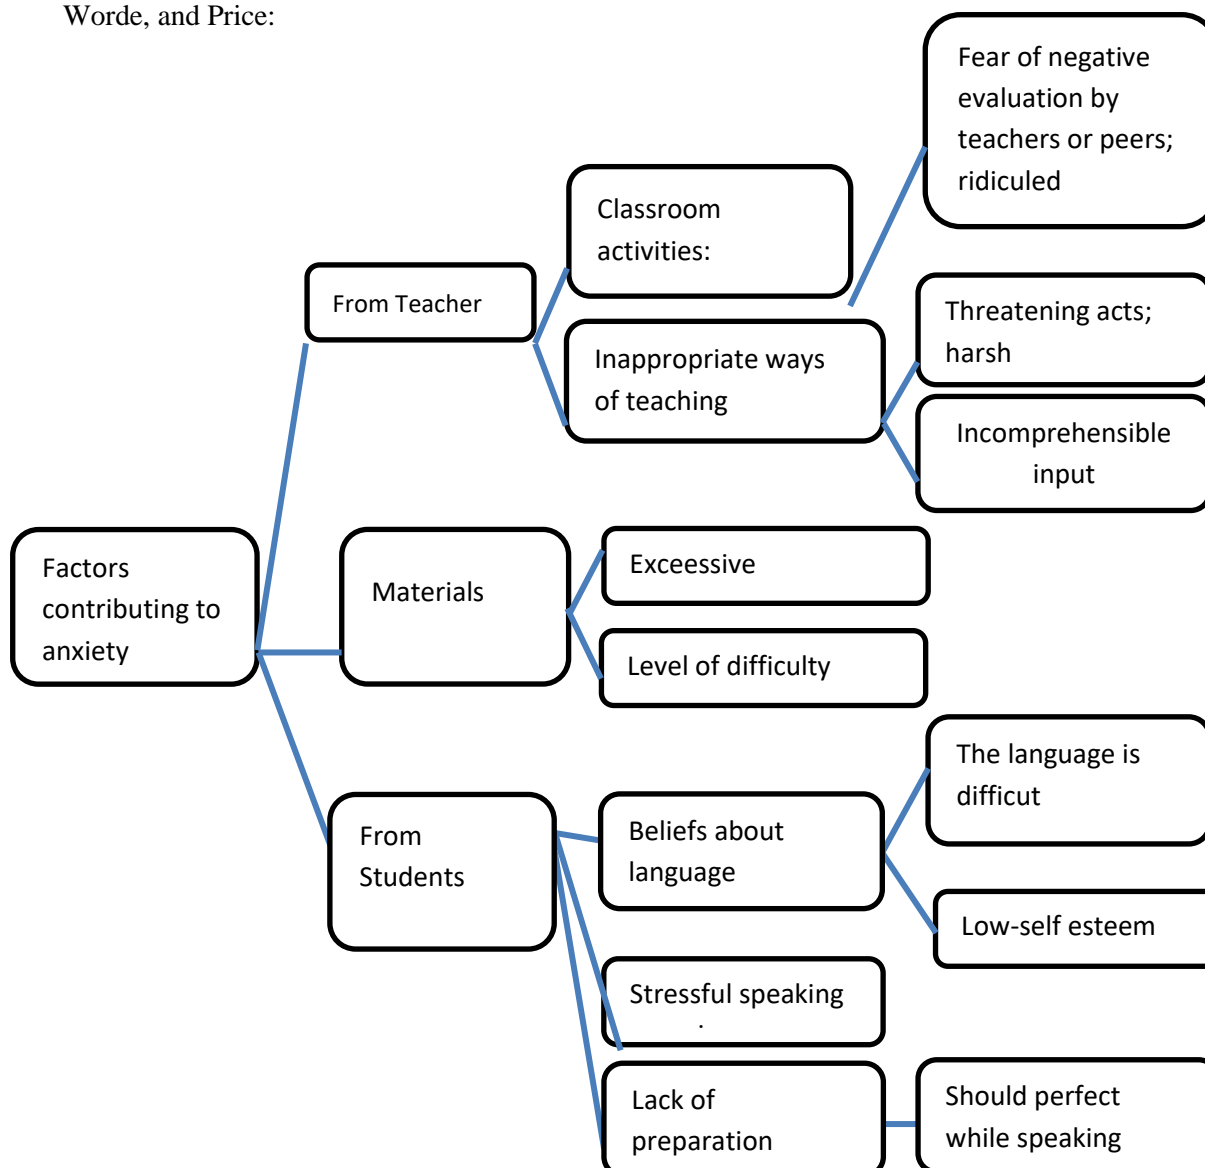 Worde, and Price:
Fear of negative
evaluation by
teachers or peers;
ridiculed
Classroom
activities:
From Teacher
Threatening acts;
harsh
Inappropriate ways
of teaching
Incomprehensible
input
Factors
contributing to
anxiety
Materials
Exceessive
Level of difficulty
The language is
difficut
From
Students
Beliefs about
language
Low-self esteem
Stressful speaking
Lack of
preparation
Should perfect
while speaking